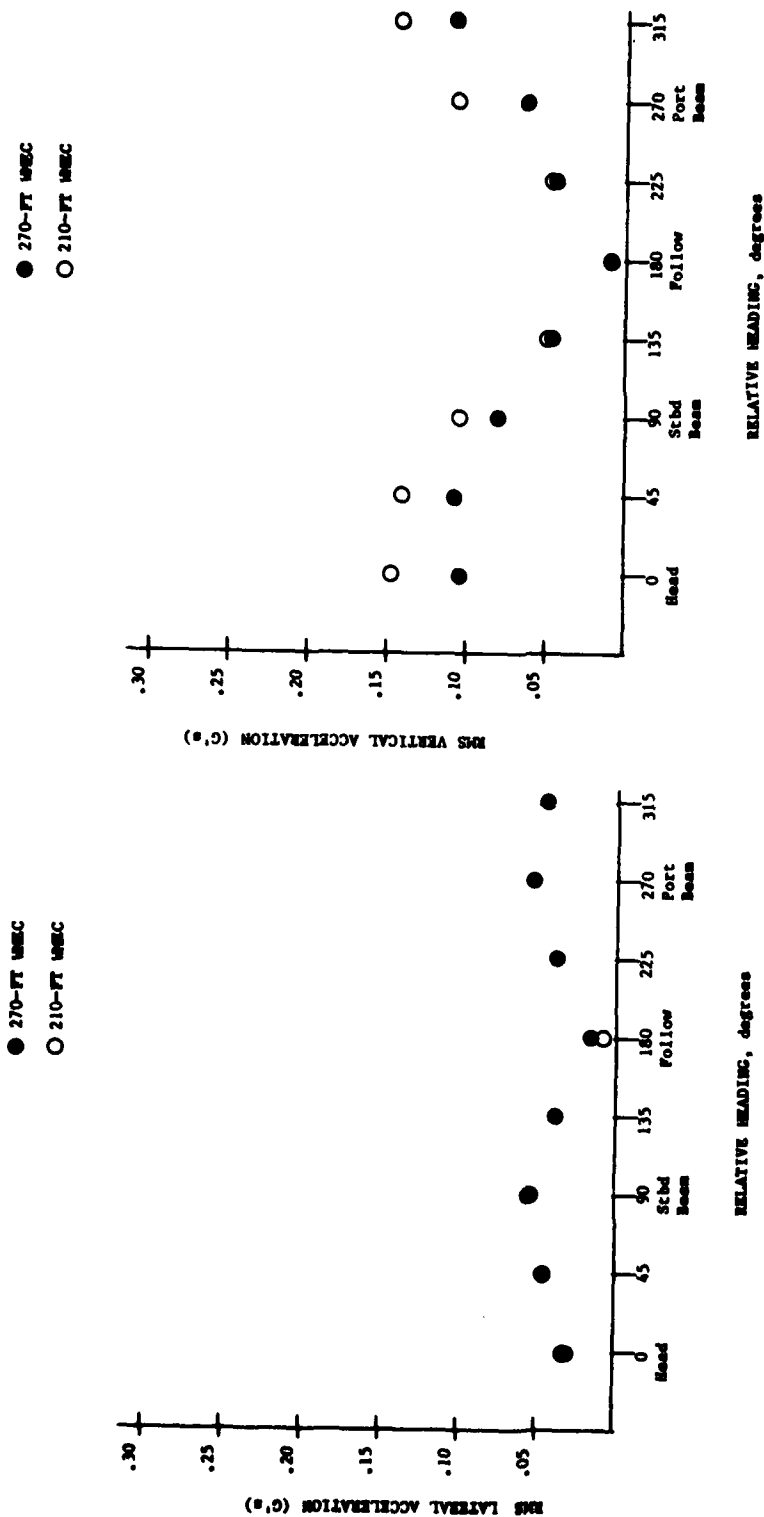 ● 270-FT WMEC
○ 210-FT WMEC
RMS LATERAL ACCELERATION (G's)
.30
.25
.20
.15
.10
.05
0 45 90 135 180 225 270 315
Head Stbd Follow Port
Beam Beam
RELATIVE HEADING, degrees
● 270-FT WMEC
○ 210-FT WMEC
RMS VERTICAL ACCELERATION (G's)
.30
.25
.20
.15
.10
.05
0 45 90 135 180 225 270 315
Head Stbd Follow Port
Beam Beam
RELATIVE HEADING, degrees